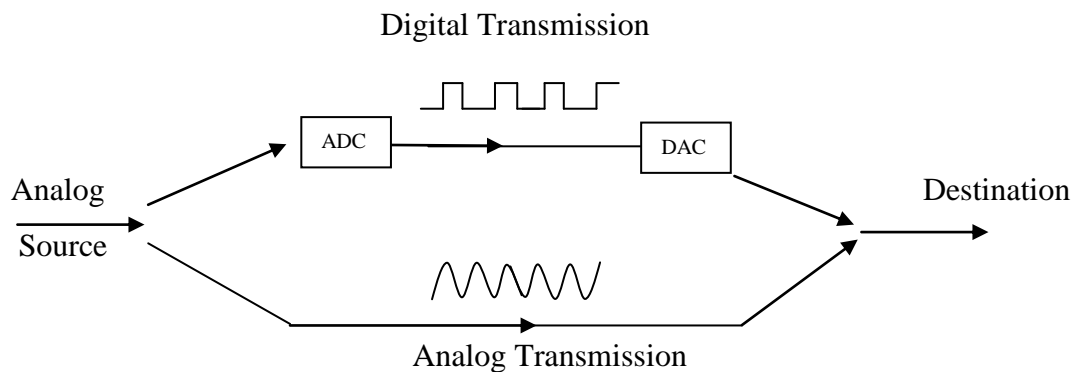 Digital Transmission
ADC
DAC
Analog
Source
Destination
Analog Transmission